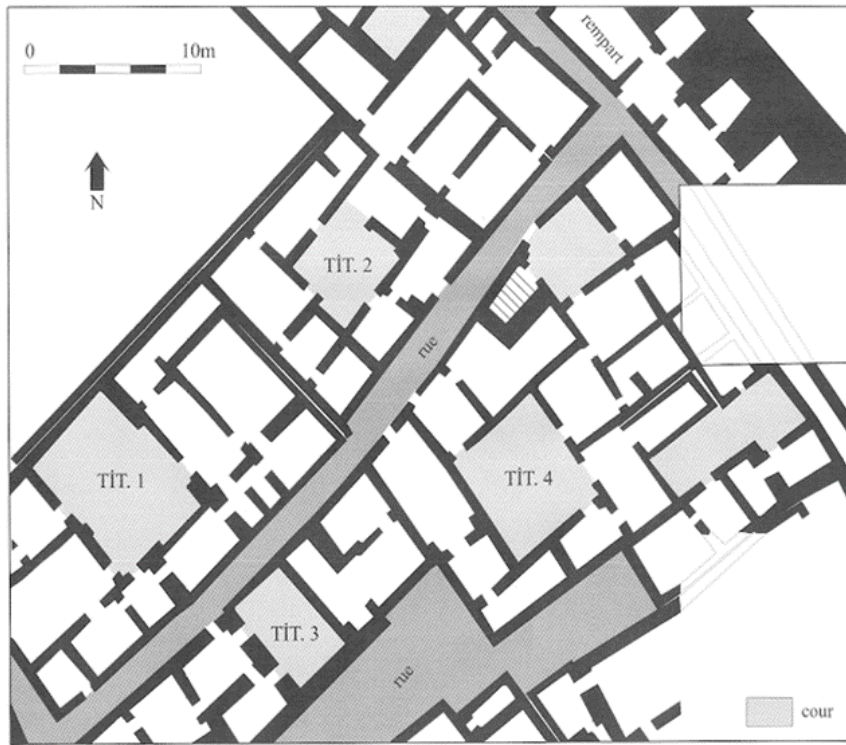 0 10m
rempart
N
TİT. 2
rue
TİT. 1
TİT. 4
TİT. 3
rue
cour